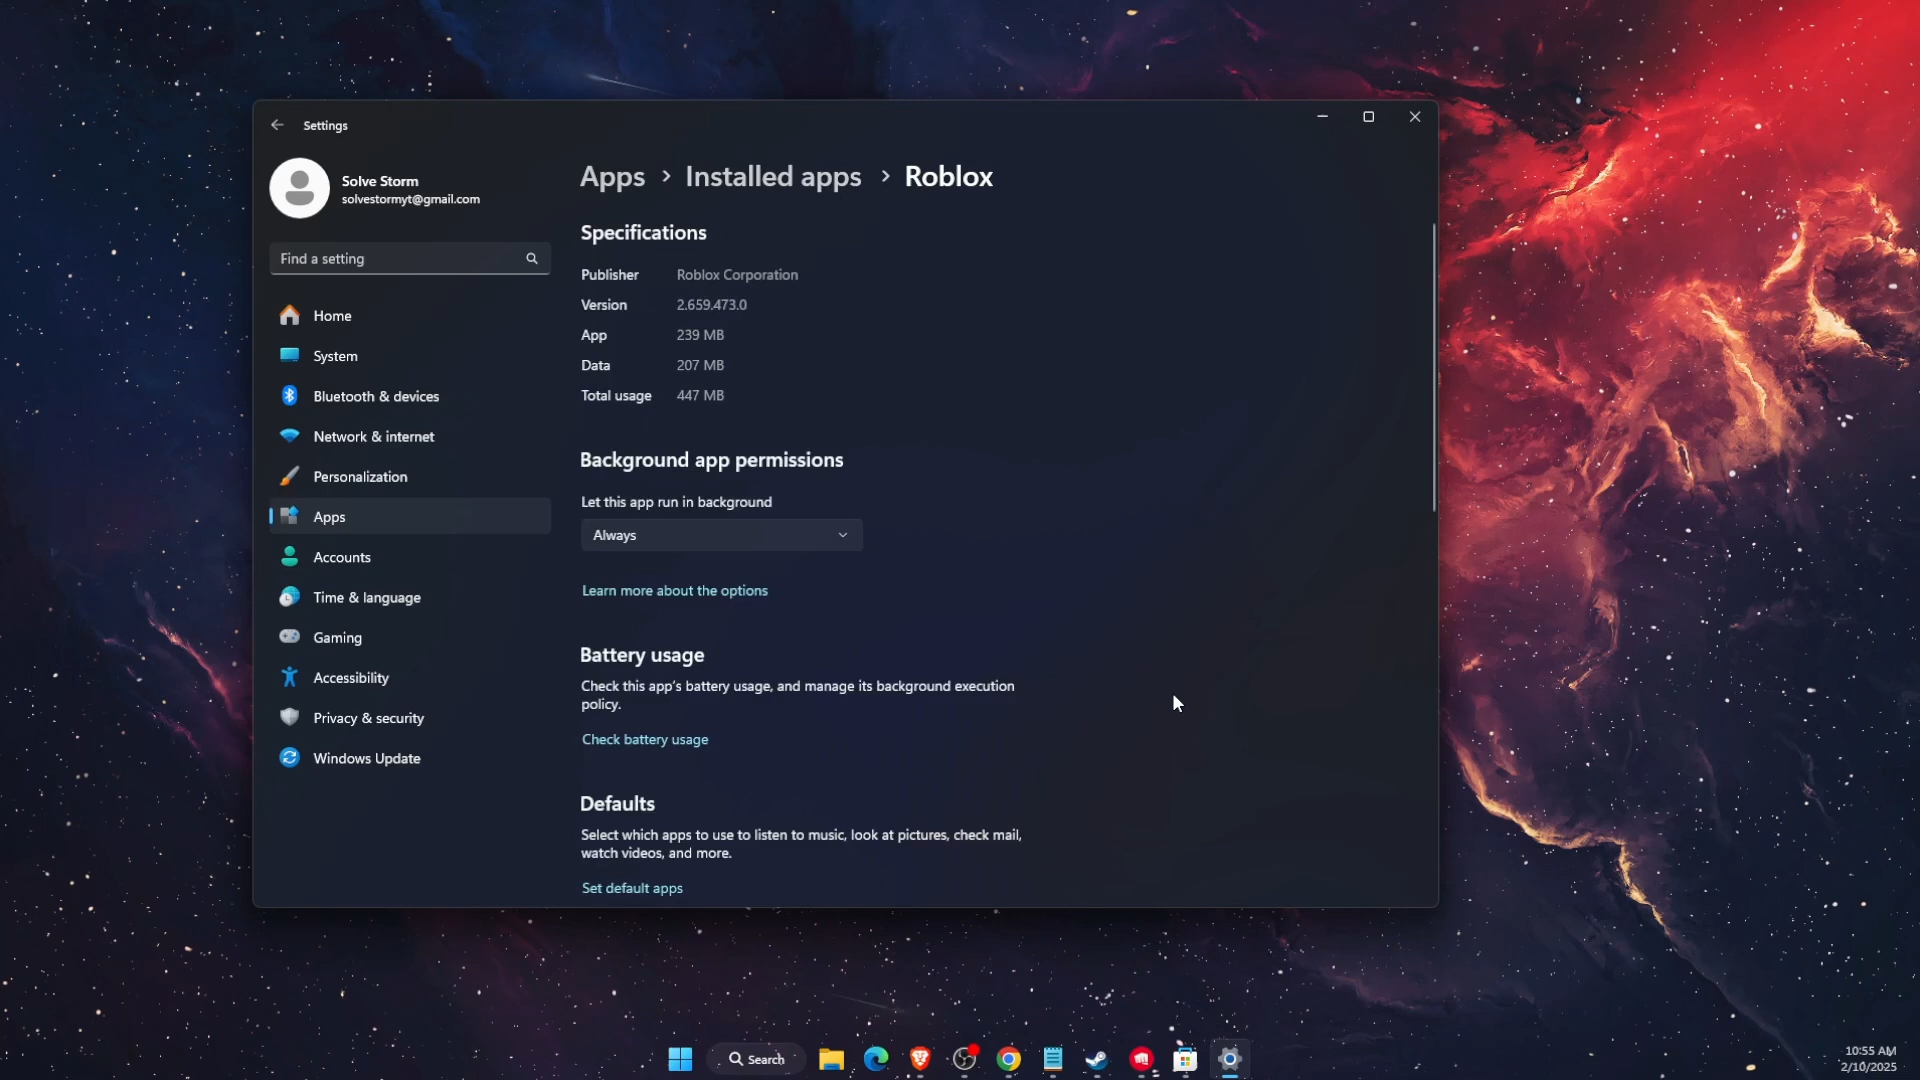 Settings
Solve Storm
solvestormyt@gmail.com
Find a setting
Home
System
Bluetooth & devices
Network & internet
Personalization
Apps
Accounts
Time & language
Gaming
Accessibility
Privacy & security
Windows Update
Apps > Installed apps > Roblox
Specifications
Publisher Roblox Corporation
Version 2.659.473.0
App 239 MB
Data 207 MB
Total usage 447 MB
Background app permissions
Let this app run in background
Always
Learn more about the options
Battery usage
Check this app's battery usage, and manage its background execution
policy.
Check battery usage
Defaults
Select which apps to use to listen to music, look at pictures, check mail,
watch videos, and more.
Set default apps
Search
10:55 AM
2/10/2025